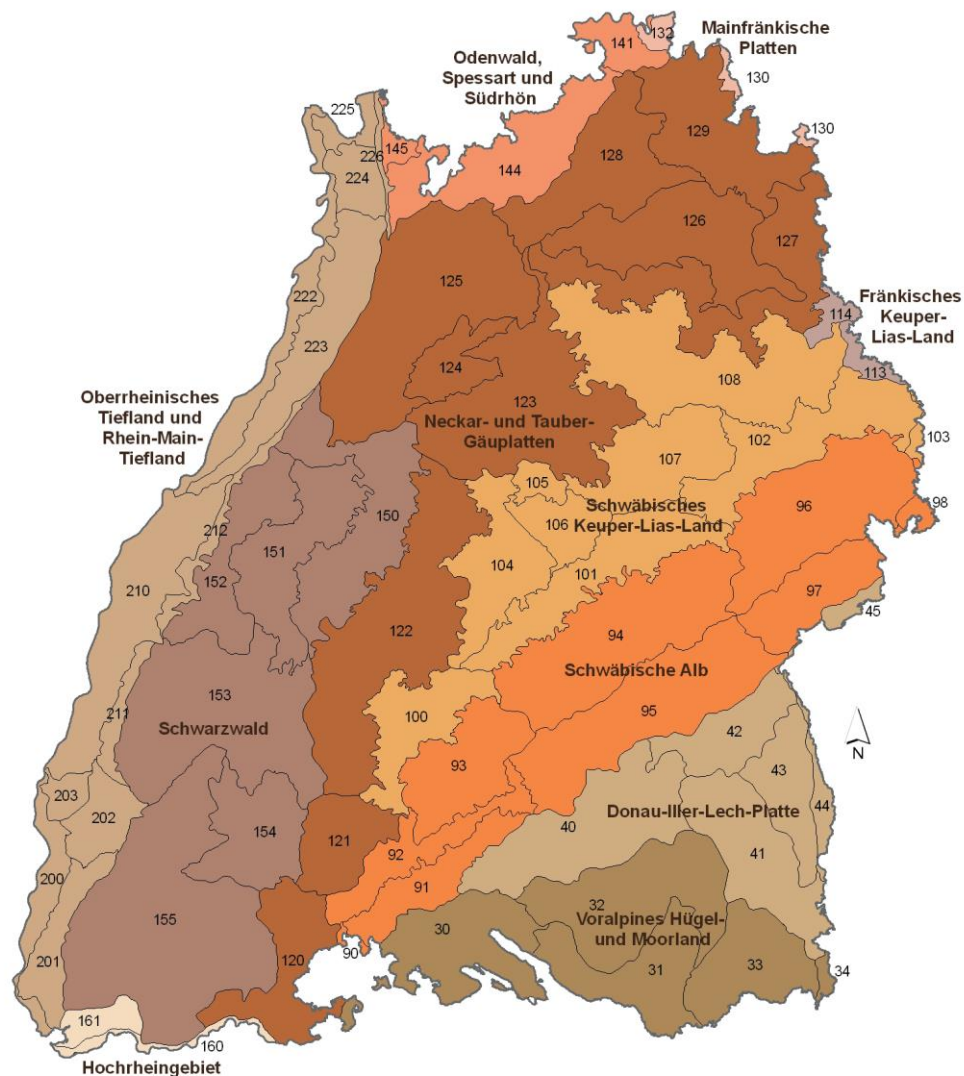 Mainfränkische
Platten
132
141
Odenwald,
Spessart und
Südrhön
130
225
129
130
226
145
128
224
144
126
127
125
222
Fränkisches
Keuper-
Lias-Land
114
223
124
108
113
Oberrheinisches
Tiefland und
Rhein-Main-
Tiefland
123
Neckar- und Tauber-
Gäuplatten
102
103
107
105
98
96
150
Schwäbisches
Keuper-Lias-Land
212
106
151
104
101
152
97
210
45
122
94
Schwäbische Alb
153
Schwarzwald
100
95
211
42
N
93
43
203
202
Donau-Iller-Lech-Platte
44
154
40
121
92
41
200
91
32
155
30
Voralpines Hügel-
und Moorland
90
201
120
31
33
34
161
160
Hochrheingebiet